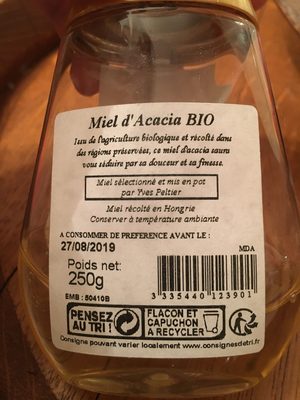 Miel d'Acacia BIO
Issu de l'agriculture biologique et récolté dans
des régions préservées, ce miel d'acacia saura
vous séduire par sa douceur et sa finesse.
Miel sélectionné et mis en pot
par Yves Peltier
Miel récolté en Hongrie
Conserver à température ambiante
A CONSOMMER DE PREFERENCE AVANT LE :
27/08/2019
MDA
Poids net:
250g
EMB : 50410B
3 335440 123901
PENSEZ
AU TRI !
FLACON ET
CAPUCHON
A RECYCLER
Consignes pouvant varier localement www.consignesdetri.fr